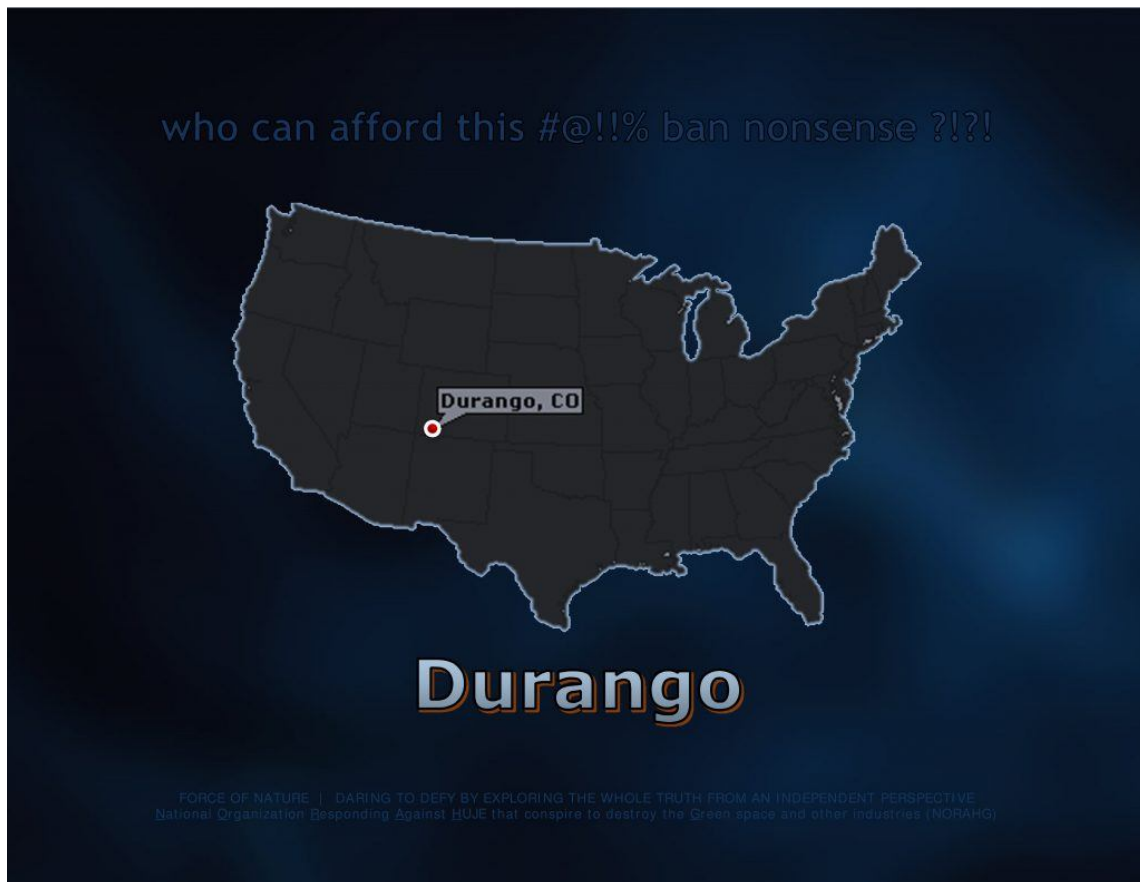 who can afford this #@!!% ban nonsense ?!?!
Durango, CO
Durango
FORCE OF NATURE | DARING TO DEFY BY EXPLORING THE WHOLE TRUTH FROM AN INDEPENDENT PERSPECTIVE
National Organization Responding Against HUJE that conspire to destroy the Green space and other industries (NORAHG)